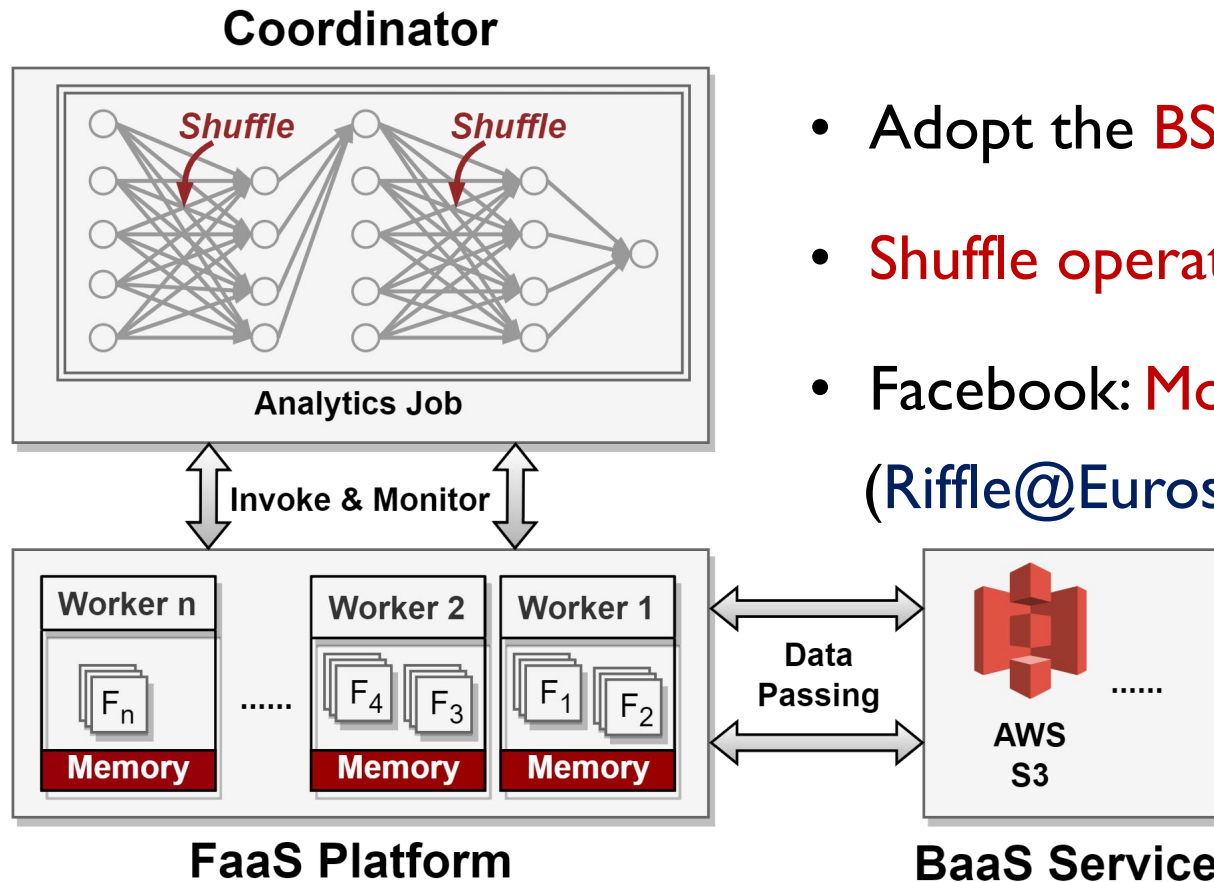 Coordinator
Shuffle
Shuffle
Analytics Job
• Adopt the BS
• Shuffle operat
• Facebook: Mo
(Riffle@Euros
Invoke & Monitor
Worker n
Worker 2
Worker 1
Fn
......
F4
F3
F1
F2
Memory
Memory
Memory
Data
Passing
AWS
S3
......
FaaS Platform
BaaS Service